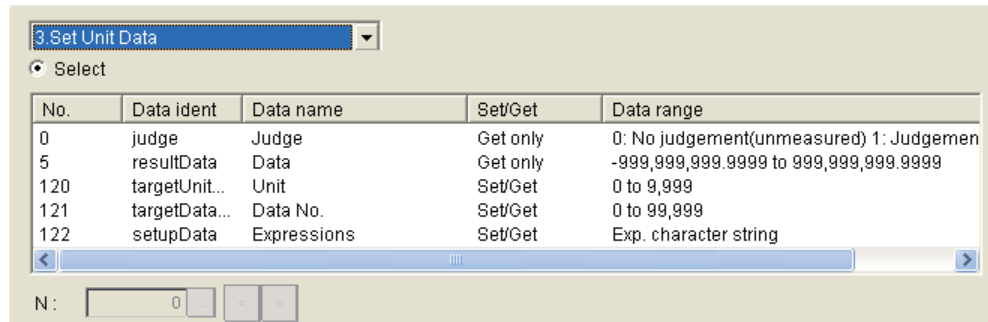 3.Set Unit Data
Select
No. Data ident Data name Set/Get Data range
0 judge Judge Get only 0: No judgement(unmeasured) 1: Judgemen
5 resultData Data Get only -999,999,999.9999 to 999,999,999.9999
120 targetUnit... Unit Set/Get 0 to 9,999
121 targetData... Data No. Set/Get 0 to 99,999
122 setupData Expressions Set/Get Exp. character string
N : 0 ... < >